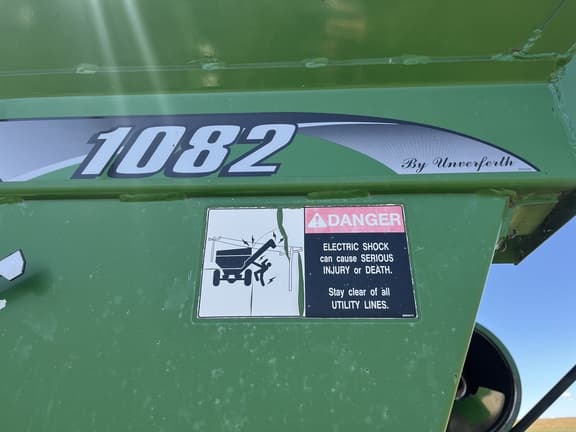 1082
By Unverferth
DANGER
ELECTRIC SHOCK
can cause SERIOUS
INJURY or DEATH.
Stay clear of all
UTILITY LINES.